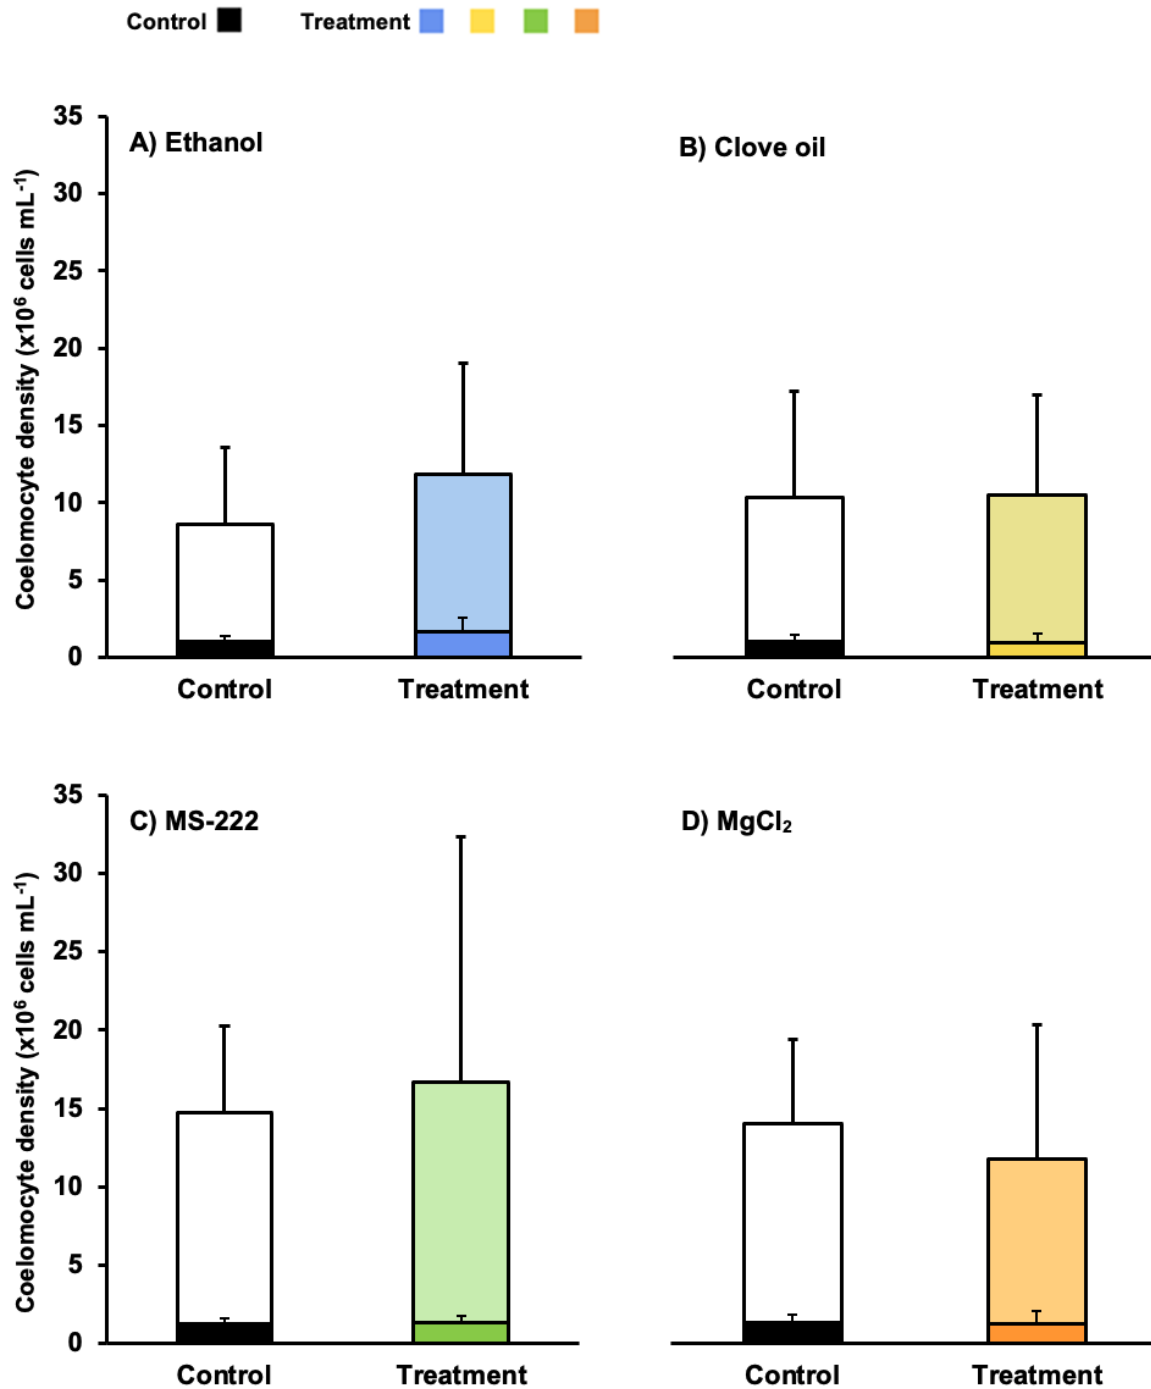 Control Treatment
A) Ethanol
B) Clove oil
Coelomocyte density (x10⁶ cells mL⁻¹)
35
30
25
20
15
10
5
0
Control Treatment
Control Treatment
C) MS-222
D) MgCl₂
Coelomocyte density (x10⁶ cells mL⁻¹)
35
30
25
20
15
10
5
0
Control Treatment
Control Treatment